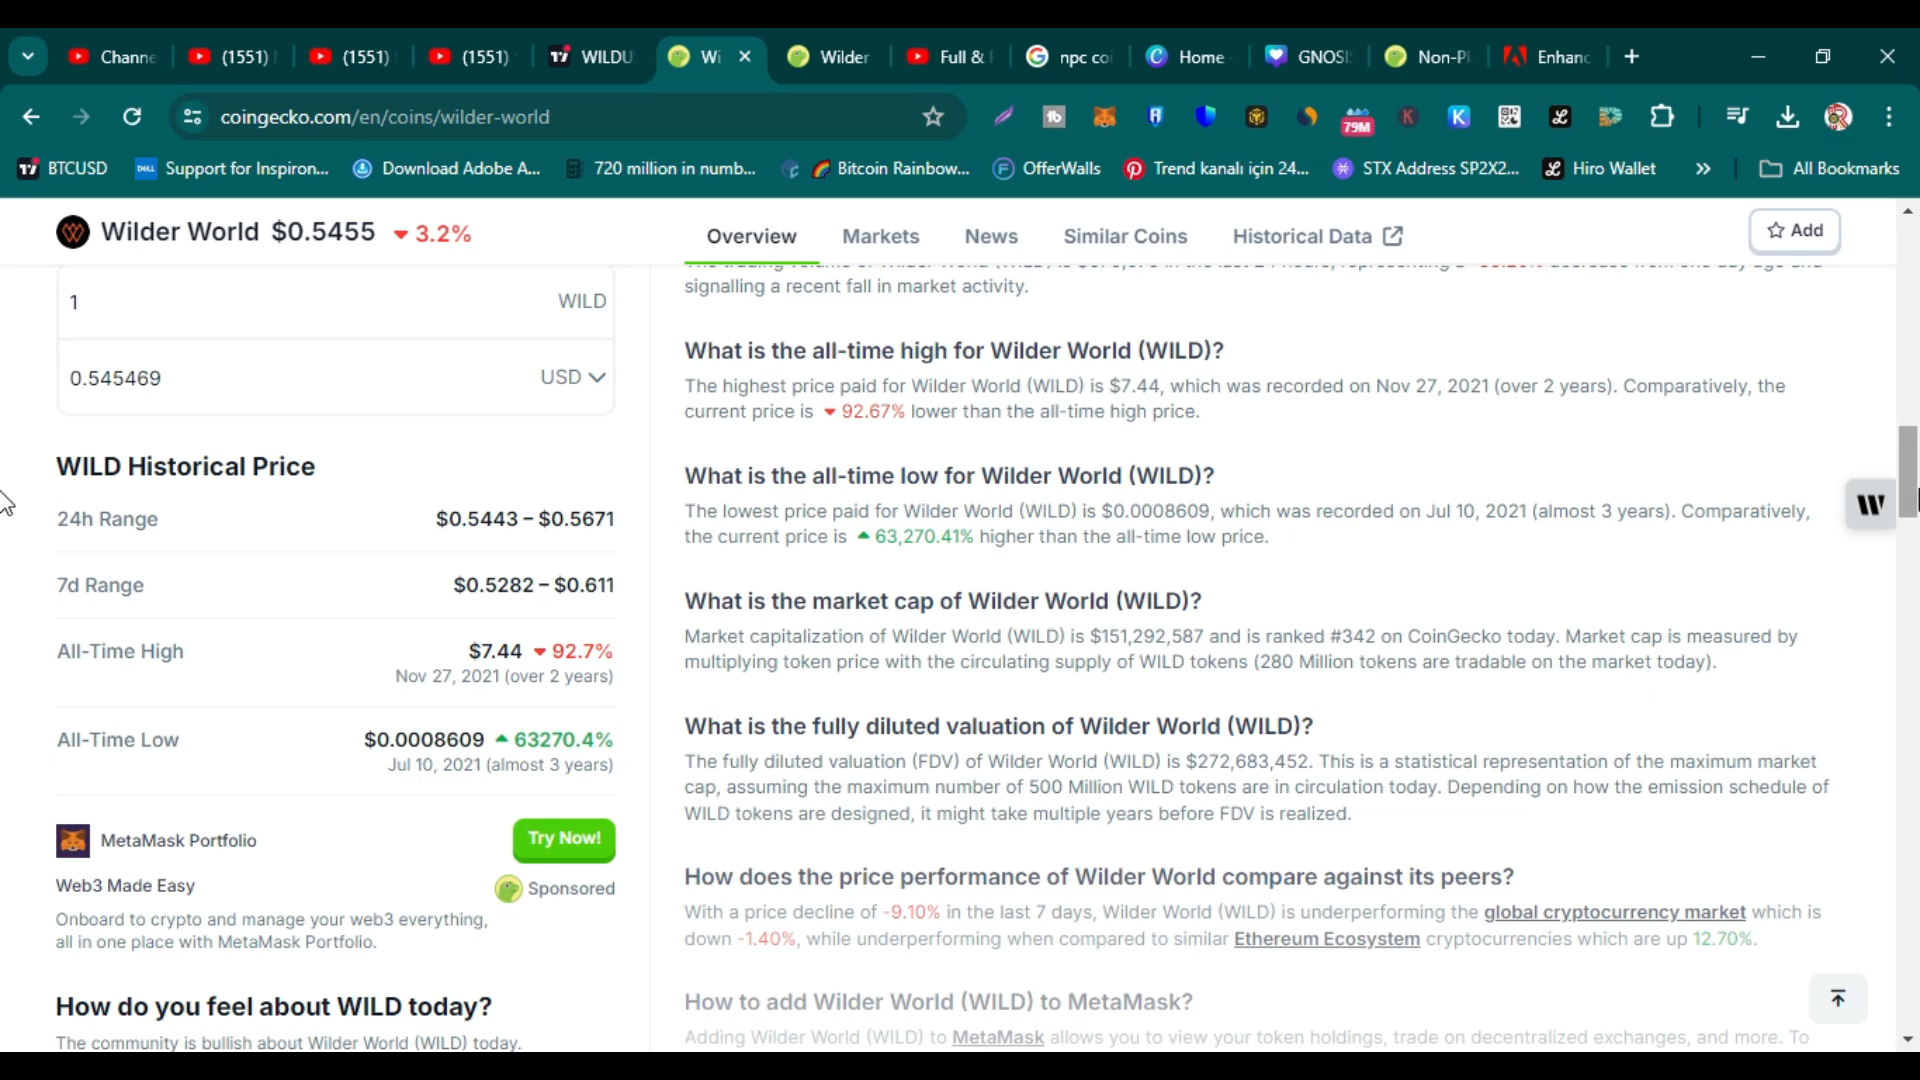 Channe
(1551)
(1551)
(1551)
WILDU
Wi
Wilder
Full &
npc coi
Home
GNOSI
Non-Pl
Enhanc
coingecko.com/en/coins/wilder-world
79M
BTCUSD
Support for Inspiron...
Download Adobe A...
720 million in numb...
Bitcoin Rainbow...
OfferWalls
Trend kanalı için 24...
STX Address SP2X2...
Hiro Wallet
All Bookmarks
Wilder World $0.5455 3.2%
Overview
Markets
News
Similar Coins
Historical Data
Add
1 WILD
0.545469 USD
WILD Historical Price
24h Range $0.5443 – $0.5671
7d Range $0.5282 – $0.611
All-Time High $7.44 92.7%
Nov 27, 2021 (over 2 years)
All-Time Low $0.0008609 63270.4%
Jul 10, 2021 (almost 3 years)
MetaMask Portfolio
Try Now!
Web3 Made Easy
Sponsored
Onboard to crypto and manage your web3 everything,
all in one place with MetaMask Portfolio.
How do you feel about WILD today?
The community is bullish about Wilder World (WILD) today.
signalling a recent fall in market activity.
What is the all-time high for Wilder World (WILD)?
The highest price paid for Wilder World (WILD) is $7.44, which was recorded on Nov 27, 2021 (over 2 years). Comparatively, the
current price is 92.67% lower than the all-time high price.
What is the all-time low for Wilder World (WILD)?
The lowest price paid for Wilder World (WILD) is $0.0008609, which was recorded on Jul 10, 2021 (almost 3 years). Comparatively,
the current price is 63,270.41% higher than the all-time low price.
What is the market cap of Wilder World (WILD)?
Market capitalization of Wilder World (WILD) is $151,292,587 and is ranked #342 on CoinGecko today. Market cap is measured by
multiplying token price with the circulating supply of WILD tokens (280 Million tokens are tradable on the market today).
What is the fully diluted valuation of Wilder World (WILD)?
The fully diluted valuation (FDV) of Wilder World (WILD) is $272,683,452. This is a statistical representation of the maximum market
cap, assuming the maximum number of 500 Million WILD tokens are in circulation today. Depending on how the emission schedule of
WILD tokens are designed, it might take multiple years before FDV is realized.
How does the price performance of Wilder World compare against its peers?
With a price decline of -9.10% in the last 7 days, Wilder World (WILD) is underperforming the global cryptocurrency market which is
down -1.40%, while underperforming when compared to similar Ethereum Ecosystem cryptocurrencies which are up 12.70%.
How to add Wilder World (WILD) to MetaMask?
Adding Wilder World (WILD) to MetaMask allows you to view your token holdings, trade on decentralized exchanges, and more. To